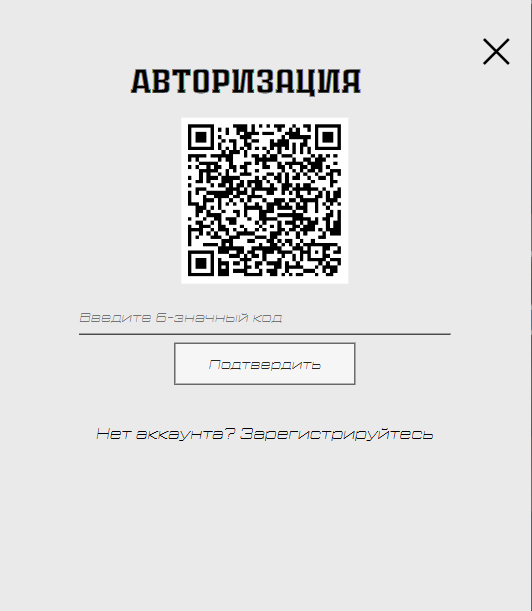 АВТОРИЗАЦИЯ
Введите 6-значный код
Подтвердить
Нет аккаунта? Зарегистрируйтесь